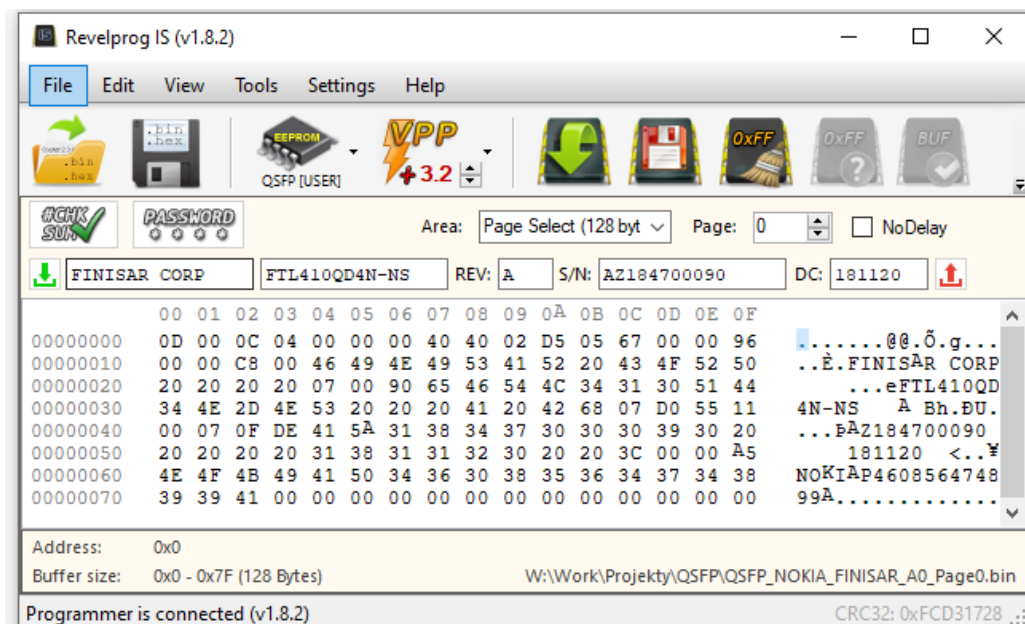 Revelprog IS (v1.8.2)
File Edit View Tools Settings Help
0xAW23 .bin .hex
.bin .hex
EEPROM
QSFP [USER]
VPP
+ 3.2
0xFF
0xFF ?
BUF
#CHK SUM
PASSWORD
Area: Page Select (128 byt Page: 0 NoDelay
FINISAR CORP FTL410QD4N-NS REV: A S/N: AZ184700090 DC: 181120
00 01 02 03 04 05 06 07 08 09 0A 0B 0C 0D 0E 0F
00000000 0D 00 0C 04 00 00 00 40 40 02 D5 05 67 00 00 96 .......@@.Õ.g...
00000010 00 00 C8 00 46 49 4E 49 53 41 52 20 43 4F 52 50 ..È.FINISAR CORP
00000020 20 20 20 20 07 00 90 65 46 54 4C 34 31 30 51 44 ...eFTL410QD
00000030 34 4E 2D 4E 53 20 20 20 41 20 42 68 07 D0 55 11 4N-NS A Bh.ÐU.
00000040 00 07 0F DE 41 5A 31 38 34 37 30 30 30 39 30 20 ...ÞAZ184700090
00000050 20 20 20 20 31 38 31 31 32 30 20 20 3C 00 00 A5 181120 <..¥
00000060 4E 4F 4B 49 41 50 34 36 30 38 35 36 34 37 34 38 NOKIAP4608564748
00000070 39 39 41 00 00 00 00 00 00 00 00 00 00 00 00 00 99A.............
Address: 0x0
Buffer size: 0x0 - 0x7F (128 Bytes) W:\Work\Projekty\QSFP\QSFP_NOKIA_FINISAR_A0_Page0.bin
Programmer is connected (v1.8.2) CRC32: 0xFCD31728